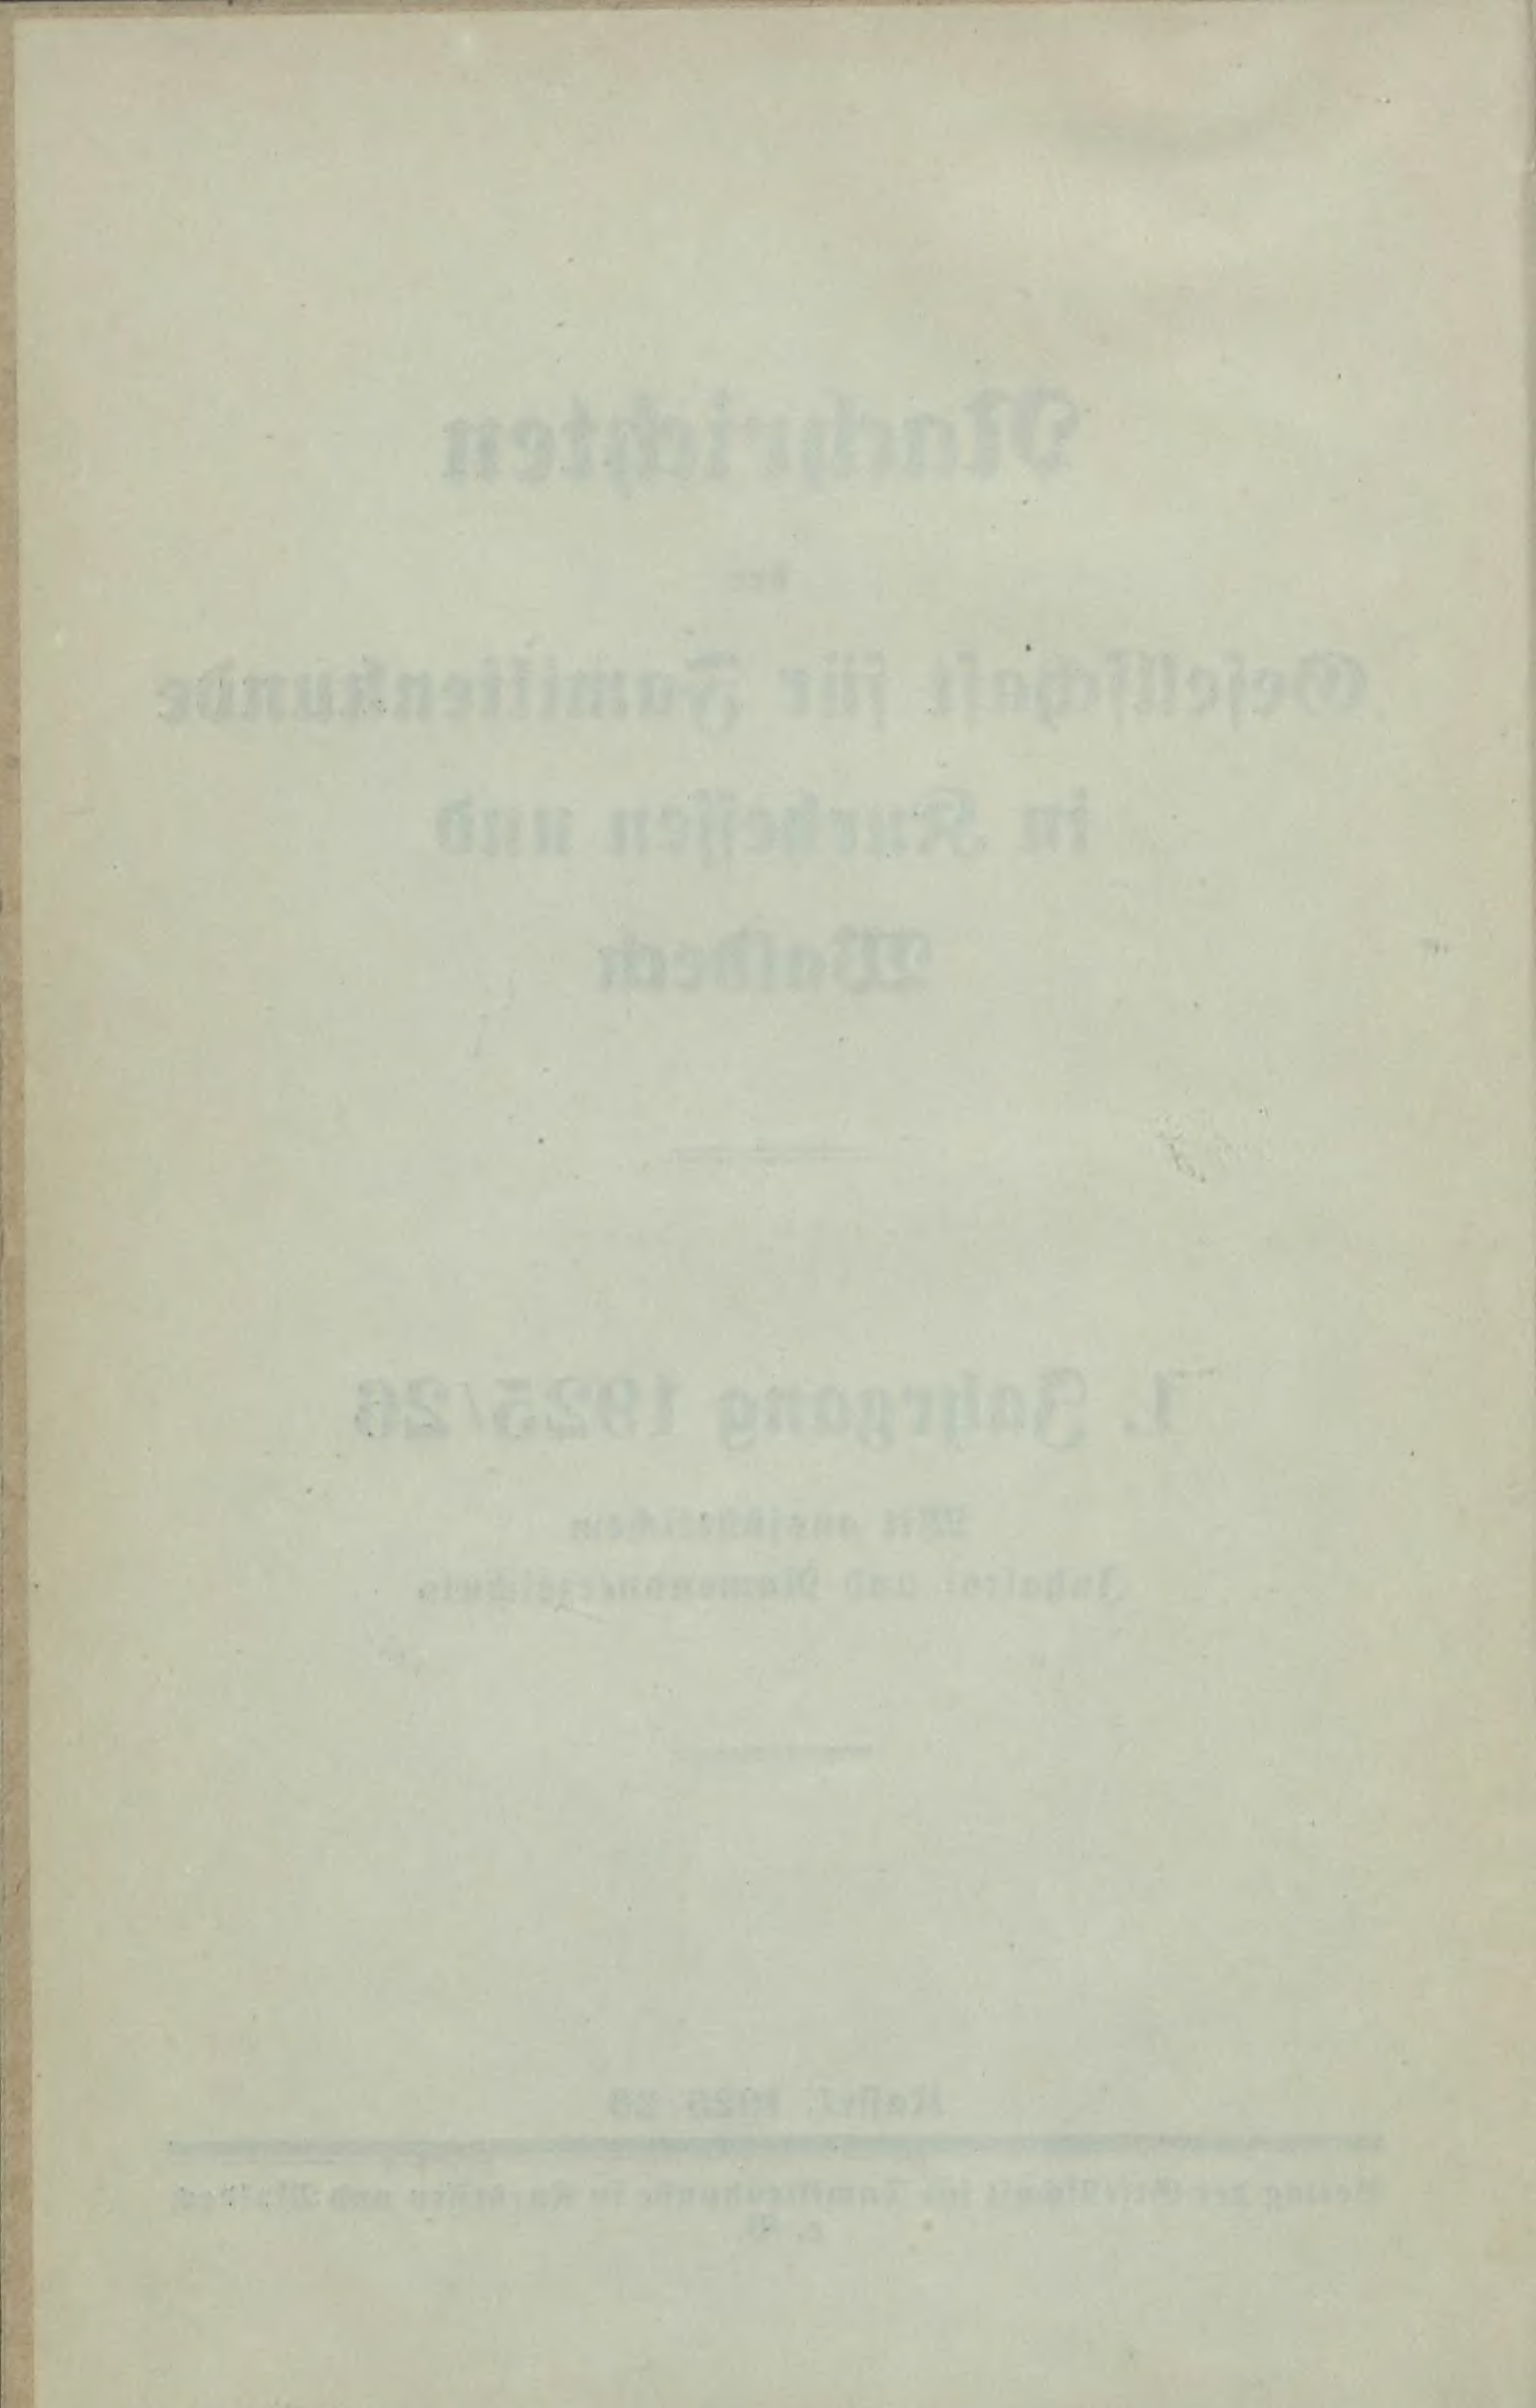 Nachrichten
der
Gesellschaft für Familienkunde
in Kurhessen und
Waldeck
1. Jahrgang 1925/26
Mit ausführlichem
Inhalts- und Namenverzeichnis
Kassel 1925/26
Verlag der Gesellschaft für Familienkunde in Kurhessen und Waldeck
e. V.